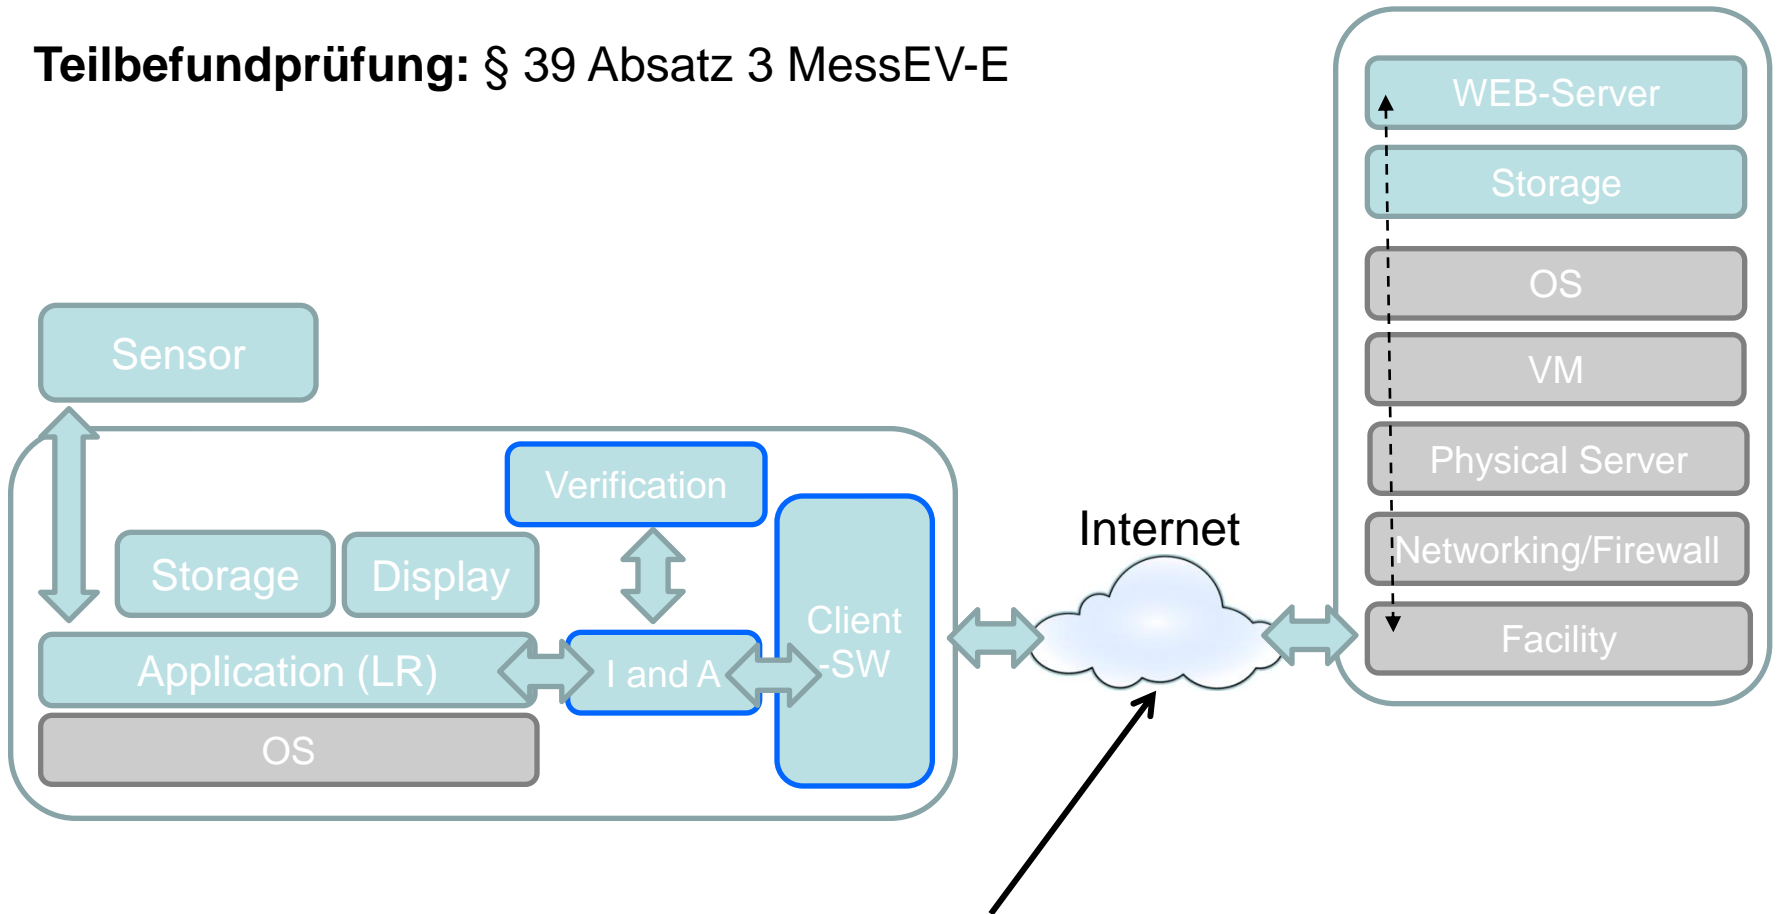 Teilbefundprüfung: § 39 Absatz 3 MessEV-E
WEB-Server
Storage
OS
VM
Physical Server
Networking/Firewall
Facility
Sensor
Verification
Storage
Display
Client
-SW
Application (LR)
I and A
OS
Internet